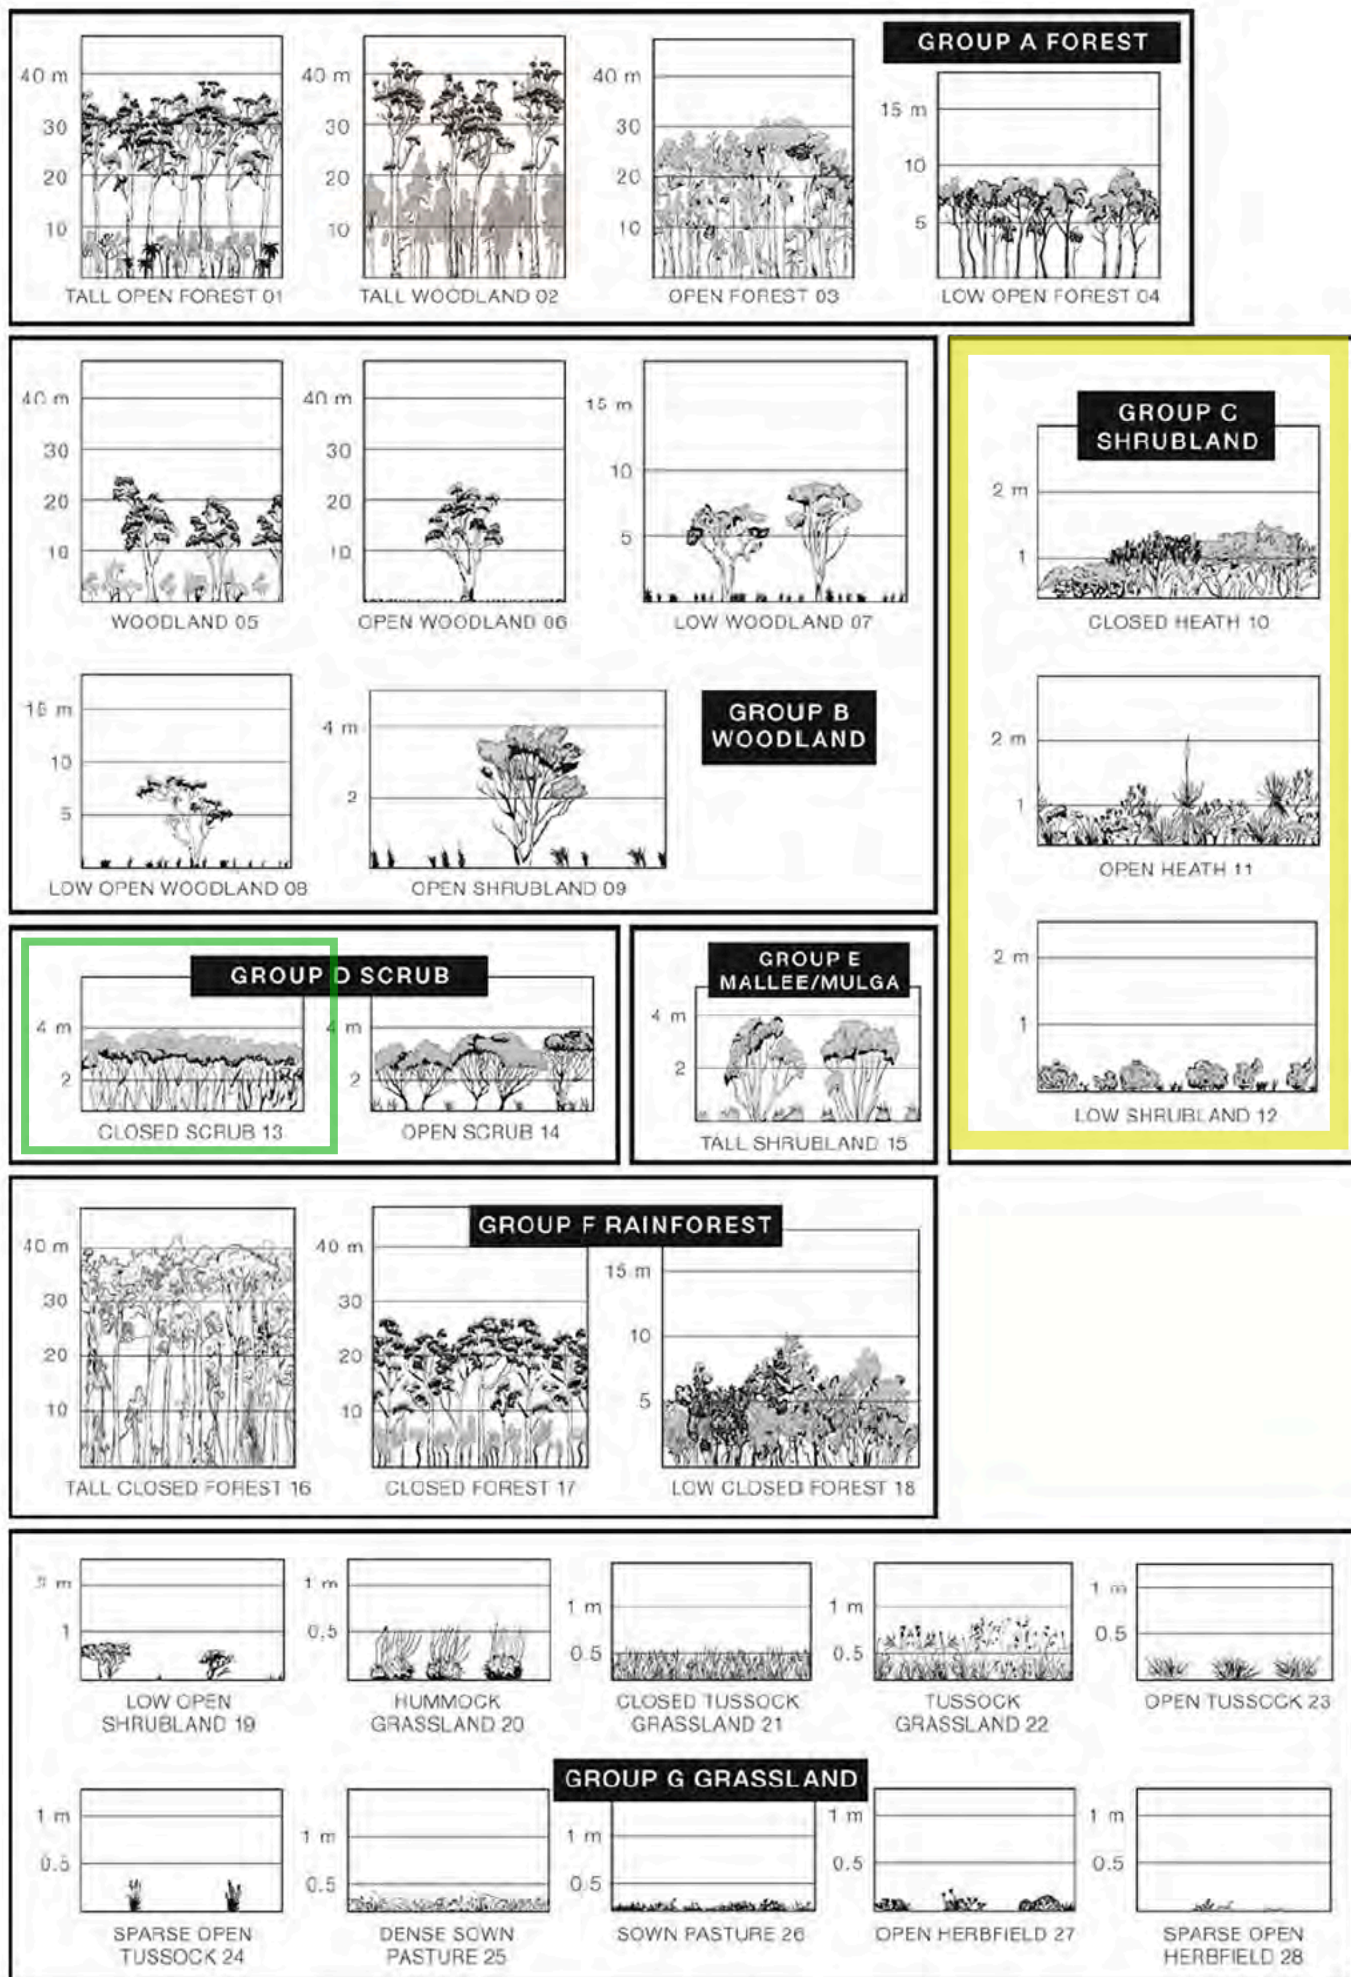 GROUP A FOREST
40 m
30
20
10
TALL OPEN FOREST 01
40 m
30
20
10
TALL WOODLAND 02
40 m
30
20
10
OPEN FOREST 03
15 m
10
5
LOW OPEN FOREST 04
40 m
30
20
10
WOODLAND 05
40 m
30
20
10
OPEN WOODLAND 06
15 m
10
5
LOW WOODLAND 07
15 m
10
5
LOW OPEN WOODLAND 08
4 m
2
OPEN SHRUBLAND 09
GROUP B
WOODLAND
GROUP C
SHRUBLAND
2 m
1
CLOSED HEATH 10
2 m
1
OPEN HEATH 11
2 m
1
LOW SHRUBLAND 12
GROUP D SCRUB
4 m
2
CLOSED SCRUB 13
4 m
2
OPEN SCRUB 14
GROUP E
MALLEE/MULGA
4 m
2
TALL SHRUBLAND 15
GROUP F RAINFOREST
40 m
30
20
10
TALL CLOSED FOREST 16
40 m
30
20
10
CLOSED FOREST 17
15 m
10
5
LOW CLOSED FOREST 18
m
1
LOW OPEN
SHRUBLAND 19
1 m
0.5
HUMMOCK
GRASSLAND 20
1 m
0.5
CLOSED TUSSOCK
GRASSLAND 21
1 m
0.5
TUSSOCK
GRASSLAND 22
1 m
0.5
OPEN TUSSOCK 23
GROUP G GRASSLAND
1 m
0.5
SPARSE OPEN
TUSSOCK 24
1 m
0.5
DENSE SOWN
PASTURE 25
1 m
0.5
SOWN PASTURE 26
1 m
0.5
OPEN HERBFIELD 27
1 m
0.5
SPARSE OPEN
HERBFIELD 28